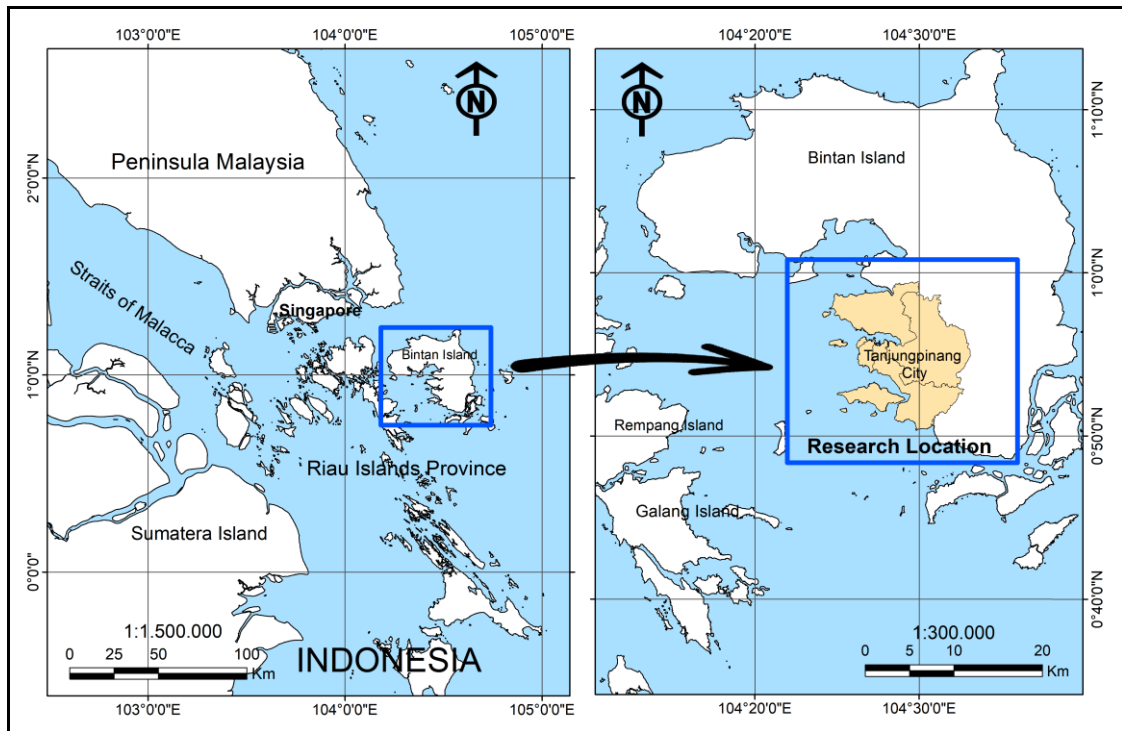 103°0'0"E
104°0'0"E
105°0'0"E
N
Peninsula Malaysia
2°0'0"N
Straits of Malacca
Singapore
Bintan Island
1°0'0"N
Riau Islands Province
Sumatera Island
0°0'0"
1:1.500.000
0 25 50 100
Km
INDONESIA
103°0'0"E
104°0'0"E
105°0'0"E
104°20'0"E
104°30'0"E
N
1°10'0"N
Bintan Island
1°0'0"N
Tanjungpinang
City
Rempang Island
0°50'0"N
Research Location
Galang Island
0°40'0"N
1:300.000
0 5 10 20
Km
104°20'0"E
104°30'0"E